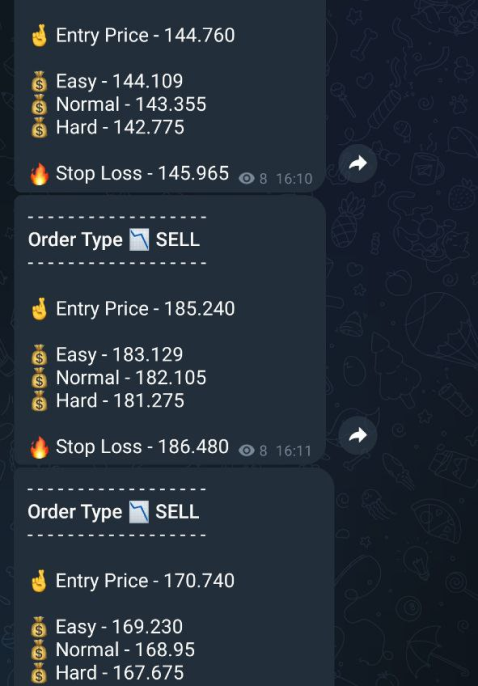 🤞 Entry Price - 144.760
💰 Easy - 144.109
💰 Normal - 143.355
💰 Hard - 142.775
🔥 Stop Loss - 145.965 8 16:10
------------------
Order Type 📉 SELL
------------------
🤞 Entry Price - 185.240
💰 Easy - 183.129
💰 Normal - 182.105
💰 Hard - 181.275
🔥 Stop Loss - 186.480 8 16:11
------------------
Order Type 📉 SELL
------------------
🤞 Entry Price - 170.740
💰 Easy - 169.230
💰 Normal - 168.95
💰 Hard - 167.675